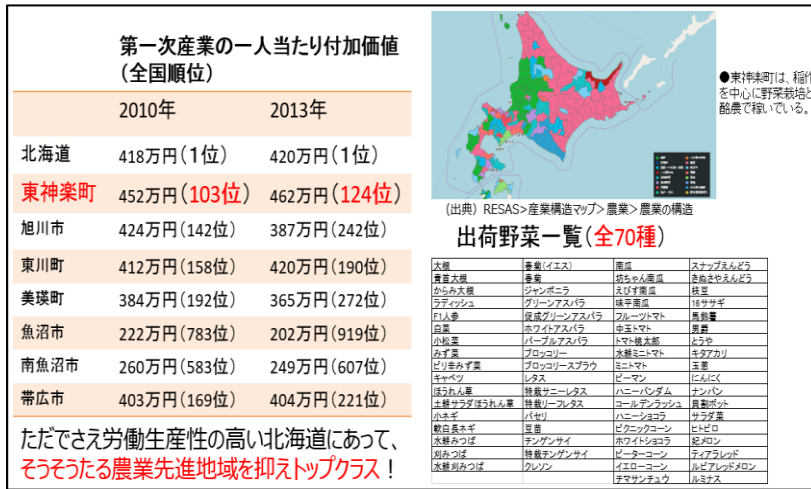 第一次産業の一人当たり付加価値
(全国順位)
2010年 2013年
北海道 418万円(1位) 420万円(1位)
東神楽町 452万円(103位) 462万円(124位)
旭川市 424万円(142位) 387万円(242位)
東川町 412万円(158位) 420万円(190位)
美瑛町 384万円(192位) 365万円(272位)
魚沼市 222万円(783位) 202万円(919位)
南魚沼市 260万円(583位) 249万円(607位)
帯広市 403万円(169位) 404万円(221位)
ただでさえ労働生産性の高い北海道にあって、
そうそうたる農業先進地域を抑えトップクラス！
●東神楽町は、稲作
を中心に野菜栽培と
酪農で稼いでいる。
(出典) RESAS>産業構造マップ>農業>農業の構造
出荷野菜一覧(全70種)
大根 春菊(イエス) 南瓜 スナップえんどう
青首大根 春菊 坊ちゃん南瓜 きぬさやえんどう
からみ大根 ジャンボニラ えびす南瓜 枝豆
ラディッシュ グリーンアスパラ 味平南瓜 16ササギ
F1人参 促成グリーンアスパラ フルーツトマト 馬鈴薯
白菜 ホワイトアスパラ 中玉トマト 男爵
小松菜 パープルアスパラ トマト桃太郎 とうや
みず菜 ブロッコリー 水耕ミニトマト キタアカリ
ピリ辛みず菜 ブロッコリースプラウ ミニトマト 玉葱
キャベツ レタス ピーマン にんにく
ほうれん草 特栽サニーレタス ハニーバンダム ナンバン
土耕サラダほうれん草 特栽リーフレタス ゴールデンラッシュ 貝割ポット
小ネギ パセリ ハニーショコラ サラダ菜
軟白長ネギ 豆苗 ピクニックコーン ヒトビロ
水耕みつば チンゲンサイ ホワイトショコラ 妃メロン
刈みつば 特栽チンゲンサイ ピーターコーン ティアラレッド
水耕刈みつば クレソン イエローコーン ルビアレッドメロン
チマサンチュウ ルミナス